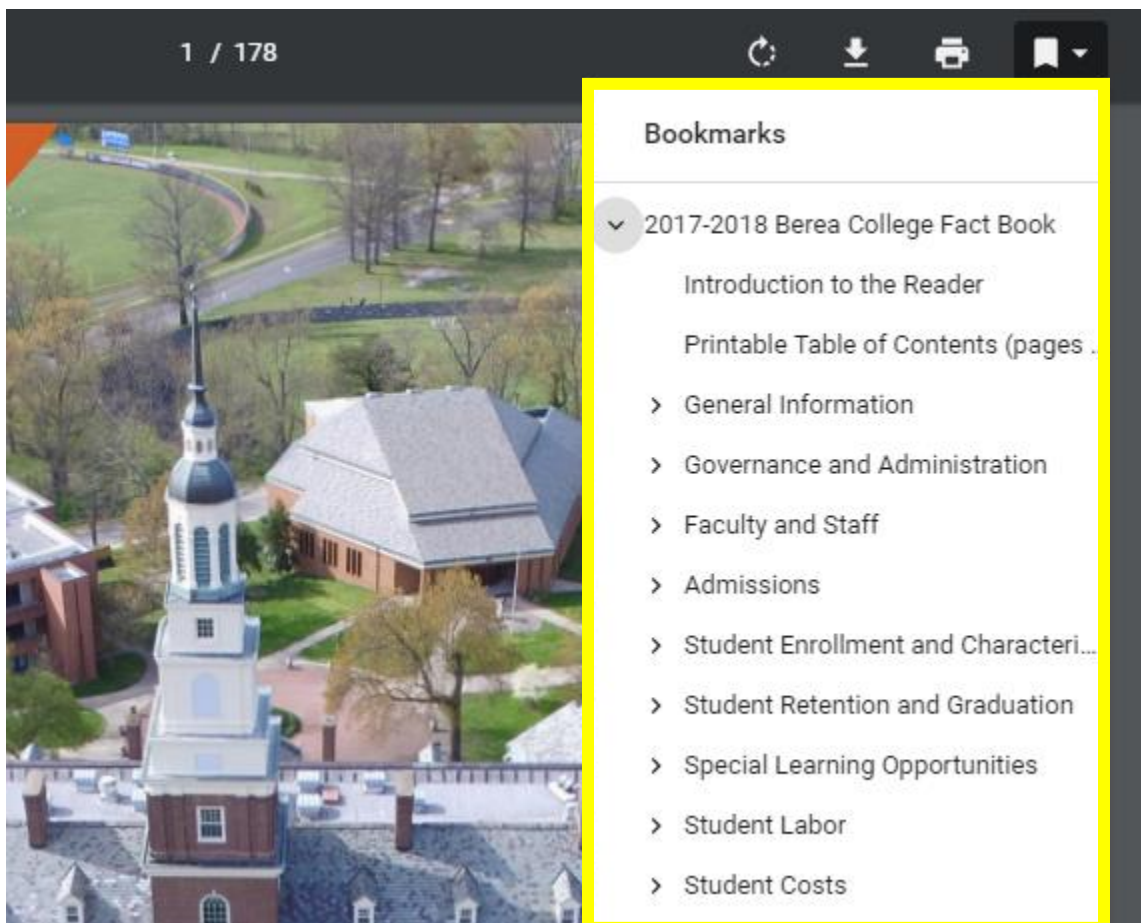 1 / 178
Bookmarks
2017-2018 Berea College Fact Book
Introduction to the Reader
Printable Table of Contents (pages .
General Information
Governance and Administration
Faculty and Staff
Admissions
Student Enrollment and Characteri...
Student Retention and Graduation
Special Learning Opportunities
Student Labor
Student Costs